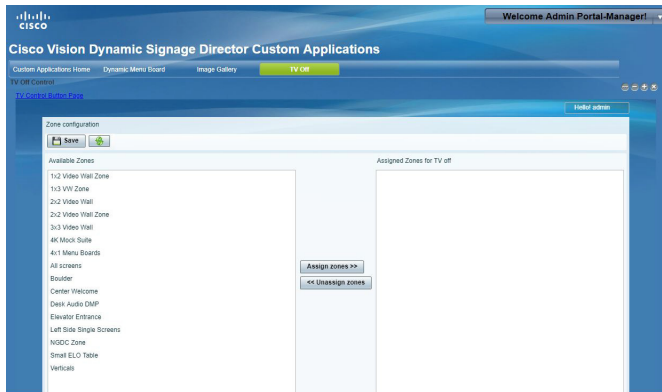 CISCO
Welcome Admin Portal-Manager!
Cisco Vision Dynamic Signage Director Custom Applications
Custom Applications Home Dynamic Menu Board Image Gallery TV Off
TV Off Control
TV Control Button Page
Hello! admin
Zone configuration
Save
Available Zones Assigned Zones for TV off
1x2 Video Wall Zone
1x3 VW Zone
2x2 Video Wall
2x2 Video Wall Zone
3x3 Video Wall
4K Mock Suite
4x1 Menu Boards
All screens
Boulder
Center Welcome
Desk Audio DMP
Elevator Entrance
Left Side Single Screens
NGDC Zone
Small ELO Table
Verticals
Assign zones >>
<< Unassign zones